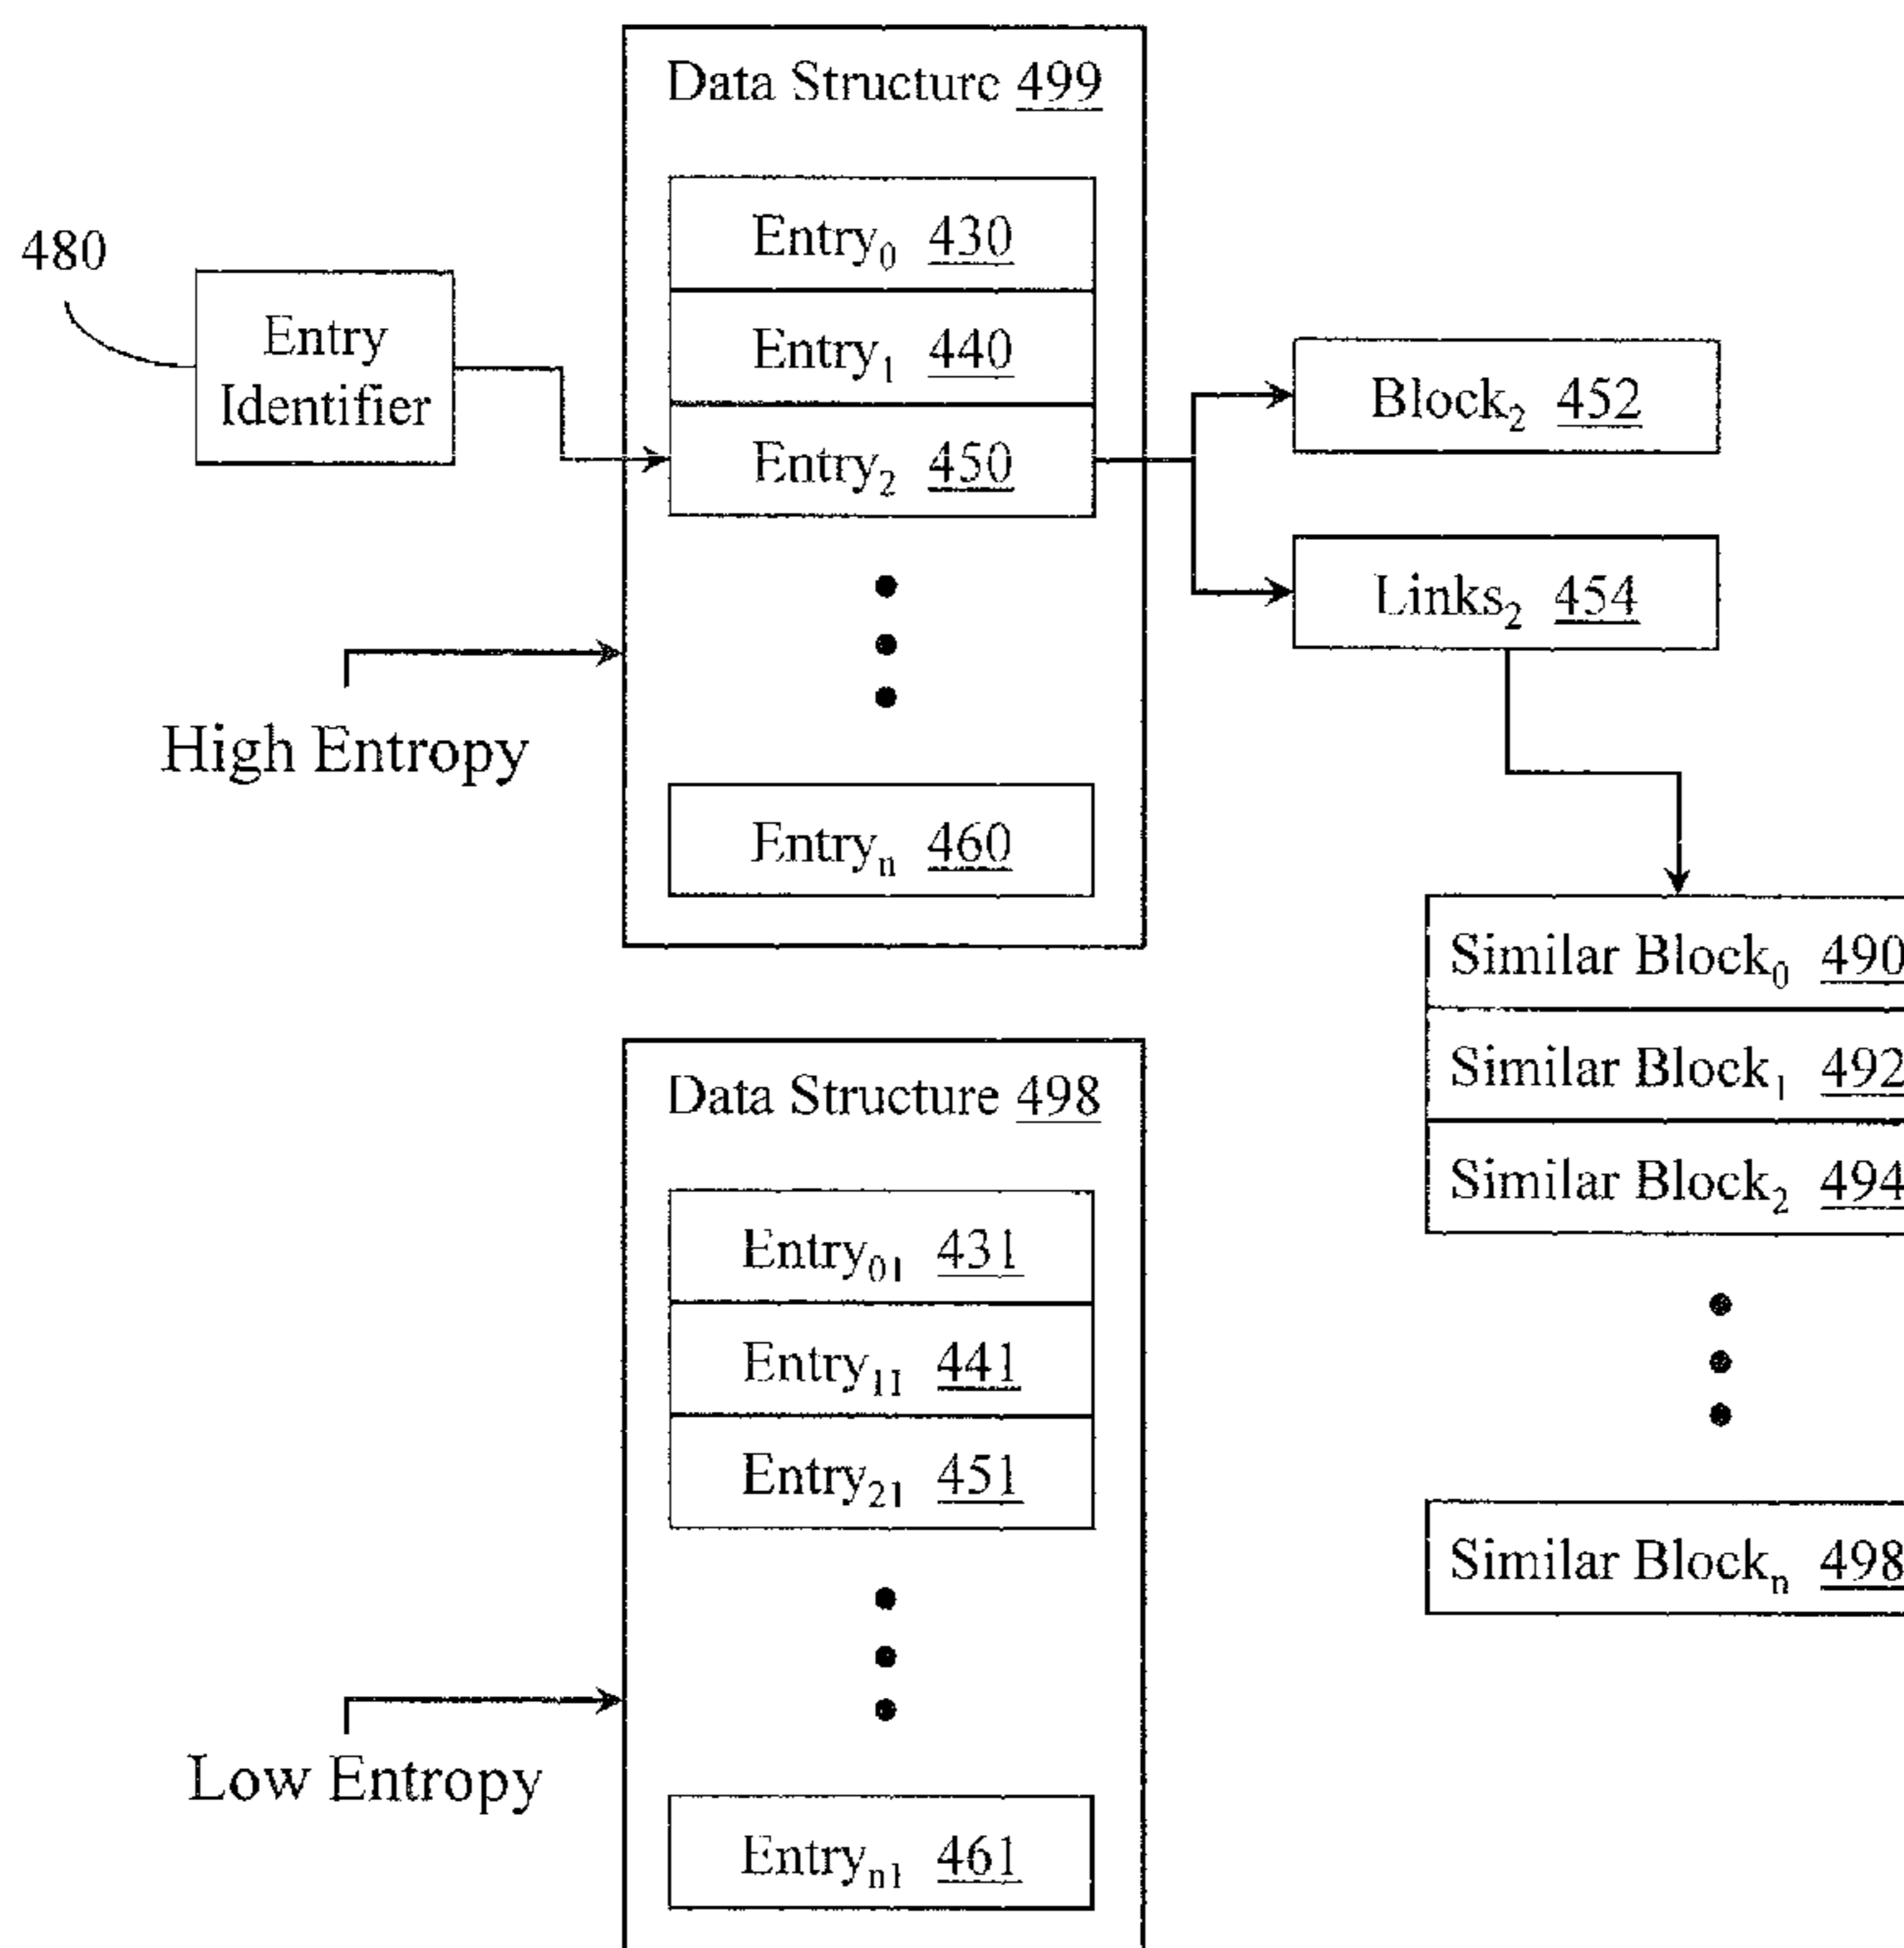 Data Structure 499
Entry₀ 430
Entry₁ 440
Entry₂ 450
Entryₙ 460
480
Entry
Identifier
High Entropy
Block₂ 452
Links₂ 454
Similar Block₀ 490
Similar Block₁ 492
Similar Block₂ 494
Similar Blockₙ 498
Data Structure 498
Entry₀₁ 431
Entry₁₁ 441
Entry₂₁ 451
Entryₙ₁ 461
Low Entropy